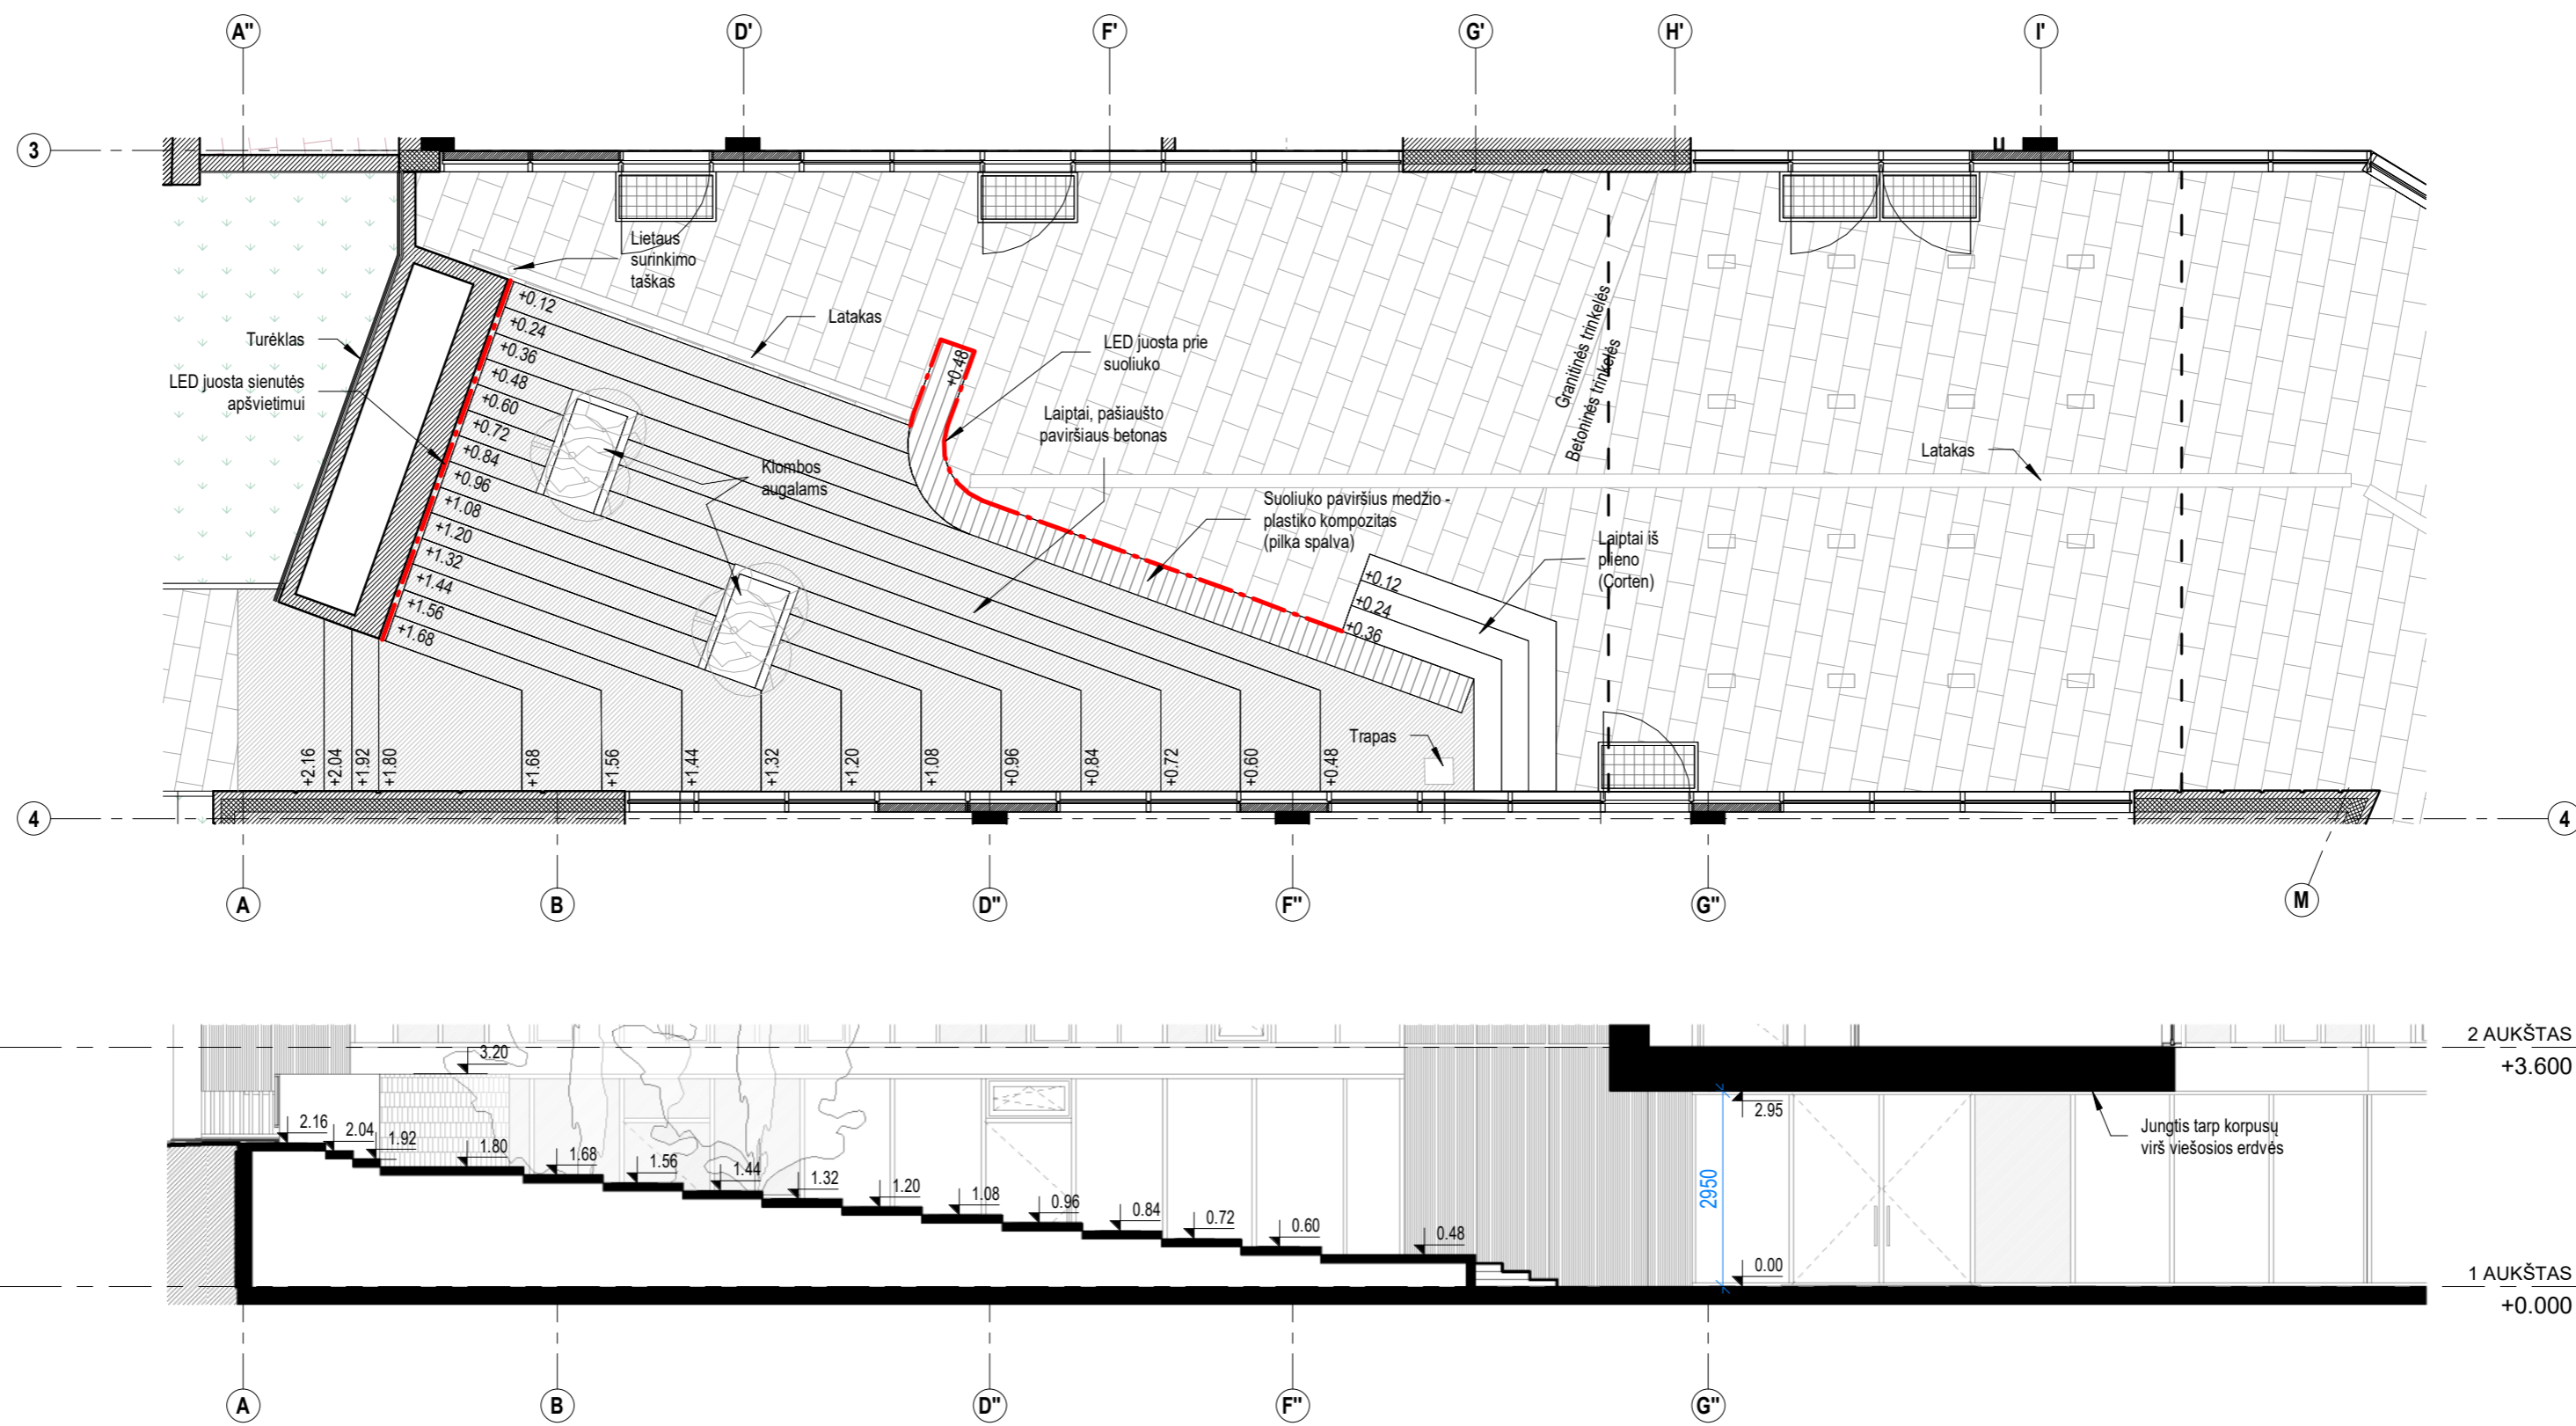 A"
D'
F'
G'
H'
I'
3
Lietaus
surinkimo
taškas
+0.12
+0.24
+0.36
+0.48
+0.60
+0.72
+0.84
+0.96
+1.08
+1.20
+1.32
+1.44
+1.56
+1.68
Turėklas
LED juosta sienutės
apšvietimui
Latakas
+0.48
LED juosta prie
suoliuko
Laiptai, pašiaušto
paviršiaus betonas
Klombos
augalams
Granitinės trinkelės
Betoninės trinkelės
Latakas
Suoliuko paviršius medžio -
plastiko kompozitas
(pilka spalva)
Laiptai iš
plieno
(Corten)
+0.12
+0.24
+0.36
Trapas
+2.16
+2.04
+1.92
+1.80
+1.68
+1.56
+1.44
+1.32
+1.20
+1.08
+0.96
+0.84
+0.72
+0.60
+0.48
4
4
A
B
D"
F"
G"
M
2 AUKŠTAS
+3.600
3.20
2.95
2.16
2.04
1.92
1.80
1.68
1.56
1.44
1.32
1.20
1.08
0.96
0.84
0.72
0.60
0.48
2950
0.00
Jungtis tarp korpusų
virš viešosios erdvės
1 AUKŠTAS
+0.000
A
B
D"
F"
G"